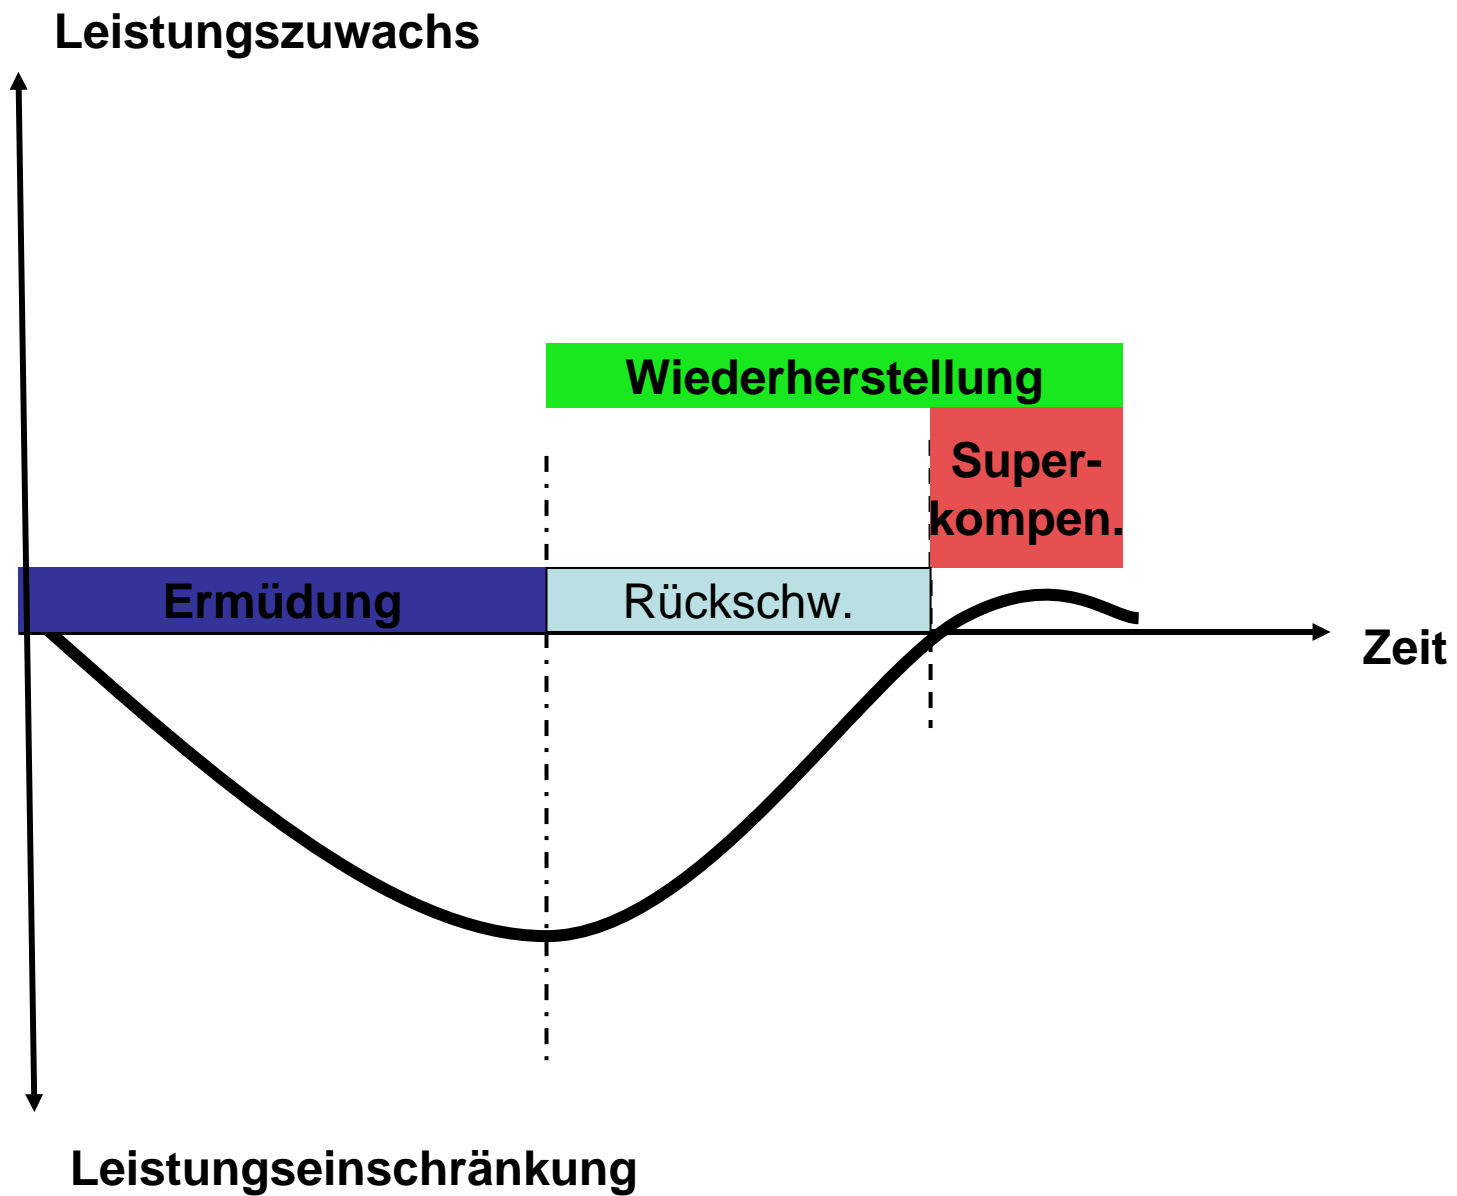 Leistungszuwachs
Wiederherstellung
Super-
kompen.
Ermüdung
Rückschw.
Zeit
Leistungseinschränkung